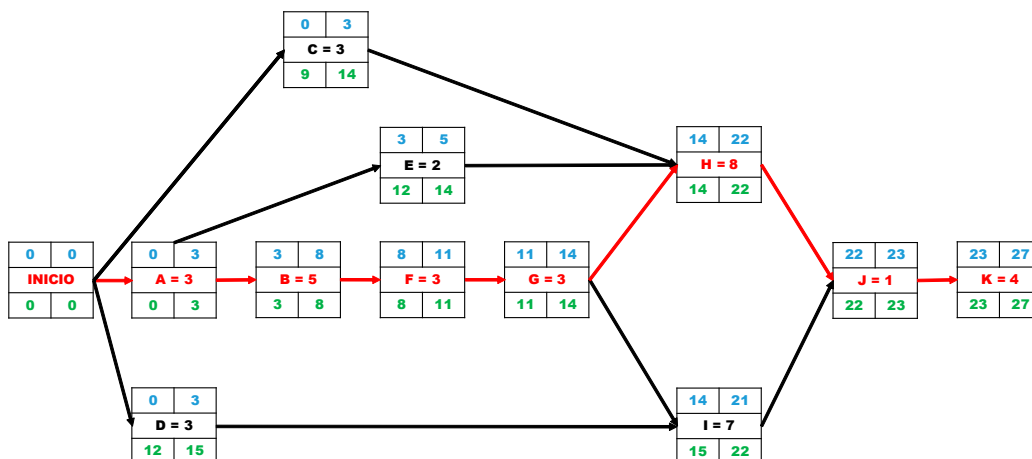 0 3
C = 3
9 14
3 5
E = 2
12 14
14 22
H = 8
14 22
0 0
INICIO
0 0
0 3
A = 3
0 3
3 8
B = 5
3 8
8 11
F = 3
8 11
11 14
G = 3
11 14
22 23
J = 1
22 23
23 27
K = 4
23 27
0 3
D = 3
12 15
14 21
I = 7
15 22